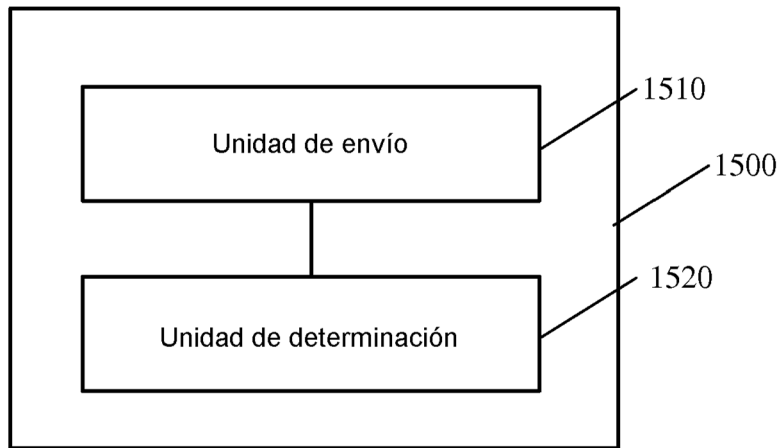 1510
Unidad de envío
1500
1520
Unidad de determinación